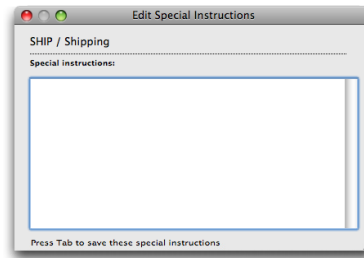 Edit Special Instructions
SHIP / Shipping
Special instructions:
Press Tab to save these special instructions